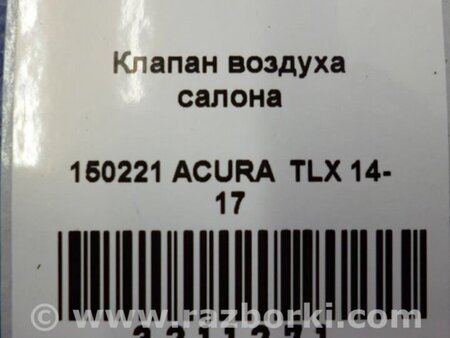 Клапан воздуха
салона
150221 ACURA TLX 14-
17
www.razborki.com